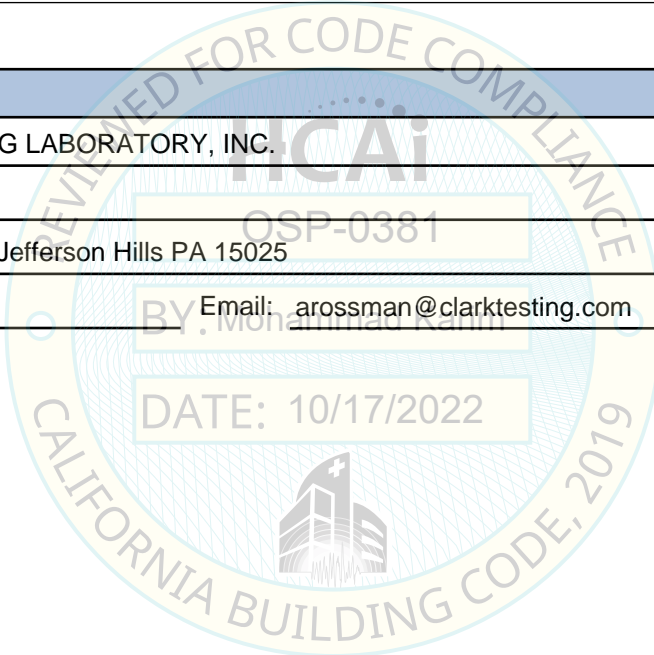 REVIEWED FOR CODE COMPLIANCE
HCAi
G LABORATORY, INC.
OSP-0381
Jefferson Hills PA 15025
Email: arossman@clarktesting.com
BY: Mohammad Karim
DATE: 10/17/2022
CALIFORNIA BUILDING CODE, 2019